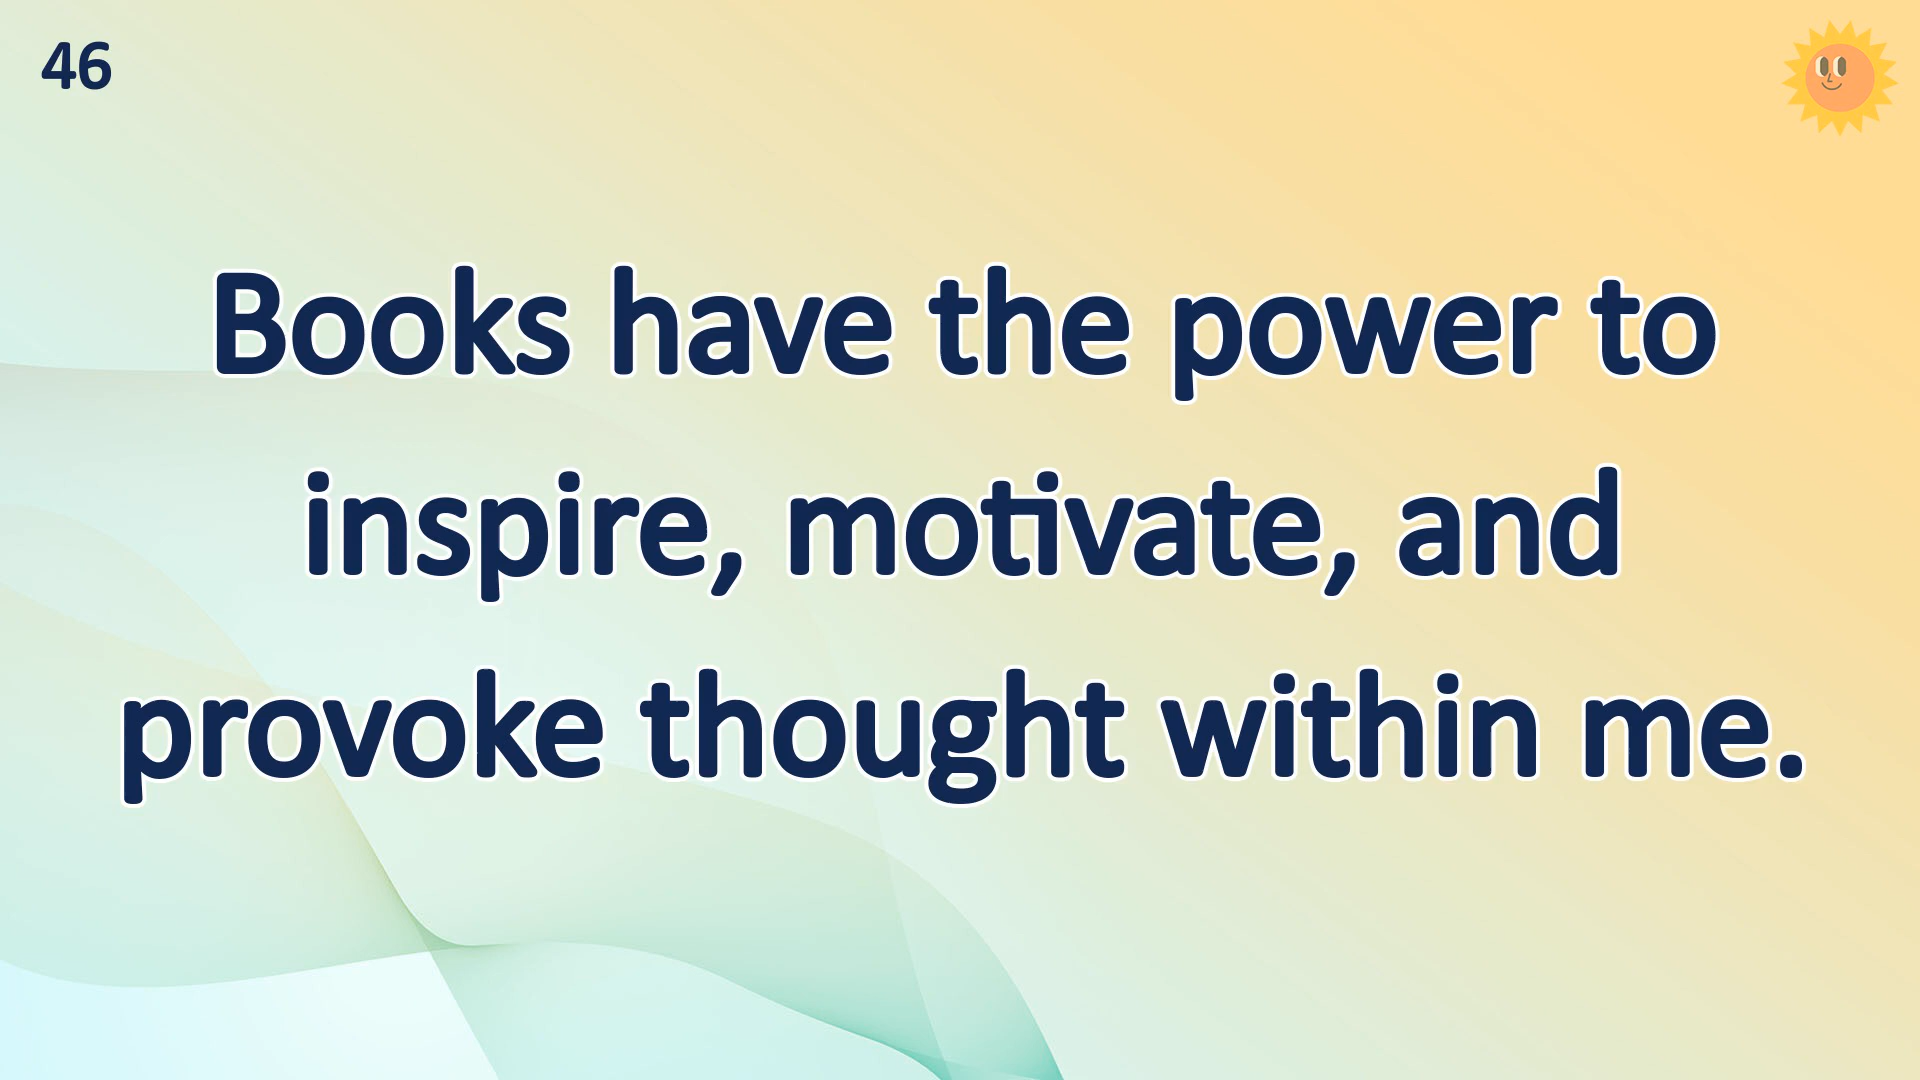 46
Books have the power to
inspire, motivate, and
provoke thought within me.